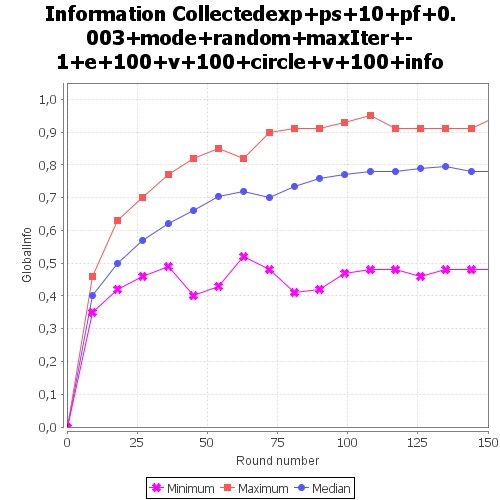 Information Collectedexp+ps+10+pf+0.
003+mode+random+maxIter+-
1+e+100+v+100+circle+v+100+info
GlobalInfo
1,0
0,9
0,8
0,7
0,6
0,5
0,4
0,3
0,2
0,1
0,0
0 25 50 75 100 125 150
Round number
Minimum Maximum Median